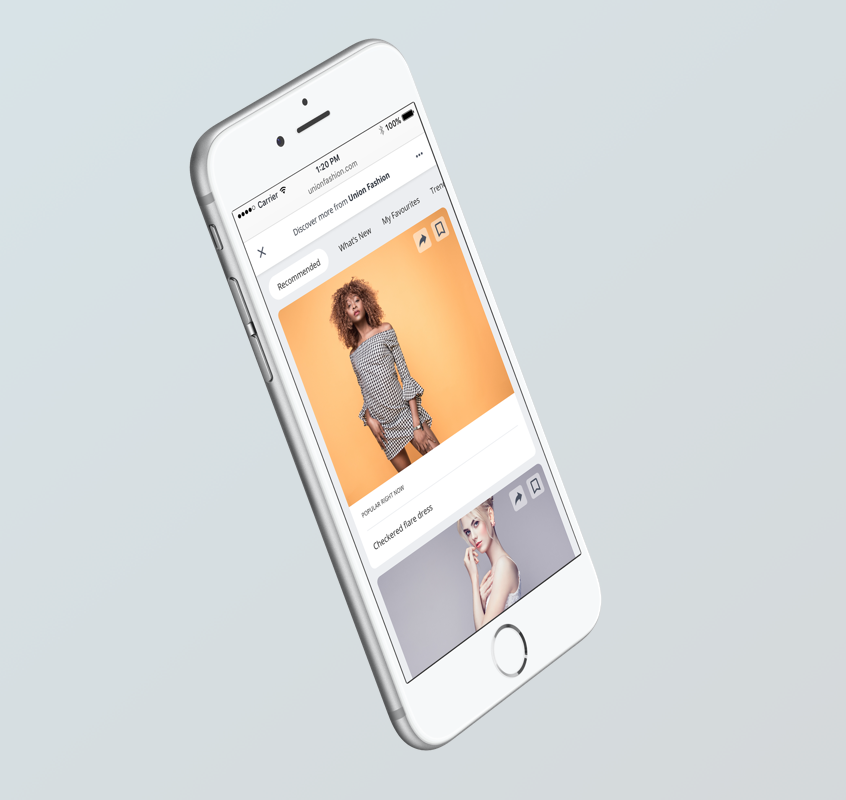 Carrier 1:20 PM 100%
unionfashion.com
Discover more from Union Fashion
Recommended What's New My Favourites Tren
POPULAR RIGHT NOW
Checkered flare dress